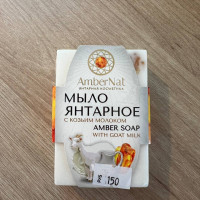 AmberNat
ЯНТАРНАЯ КОСМЕТИКА
МЫЛО
ЯНТАРНОЕ
С КОЗЬИМ МОЛОКОМ
AMBER SOAP
WITH GOAT MILK
150